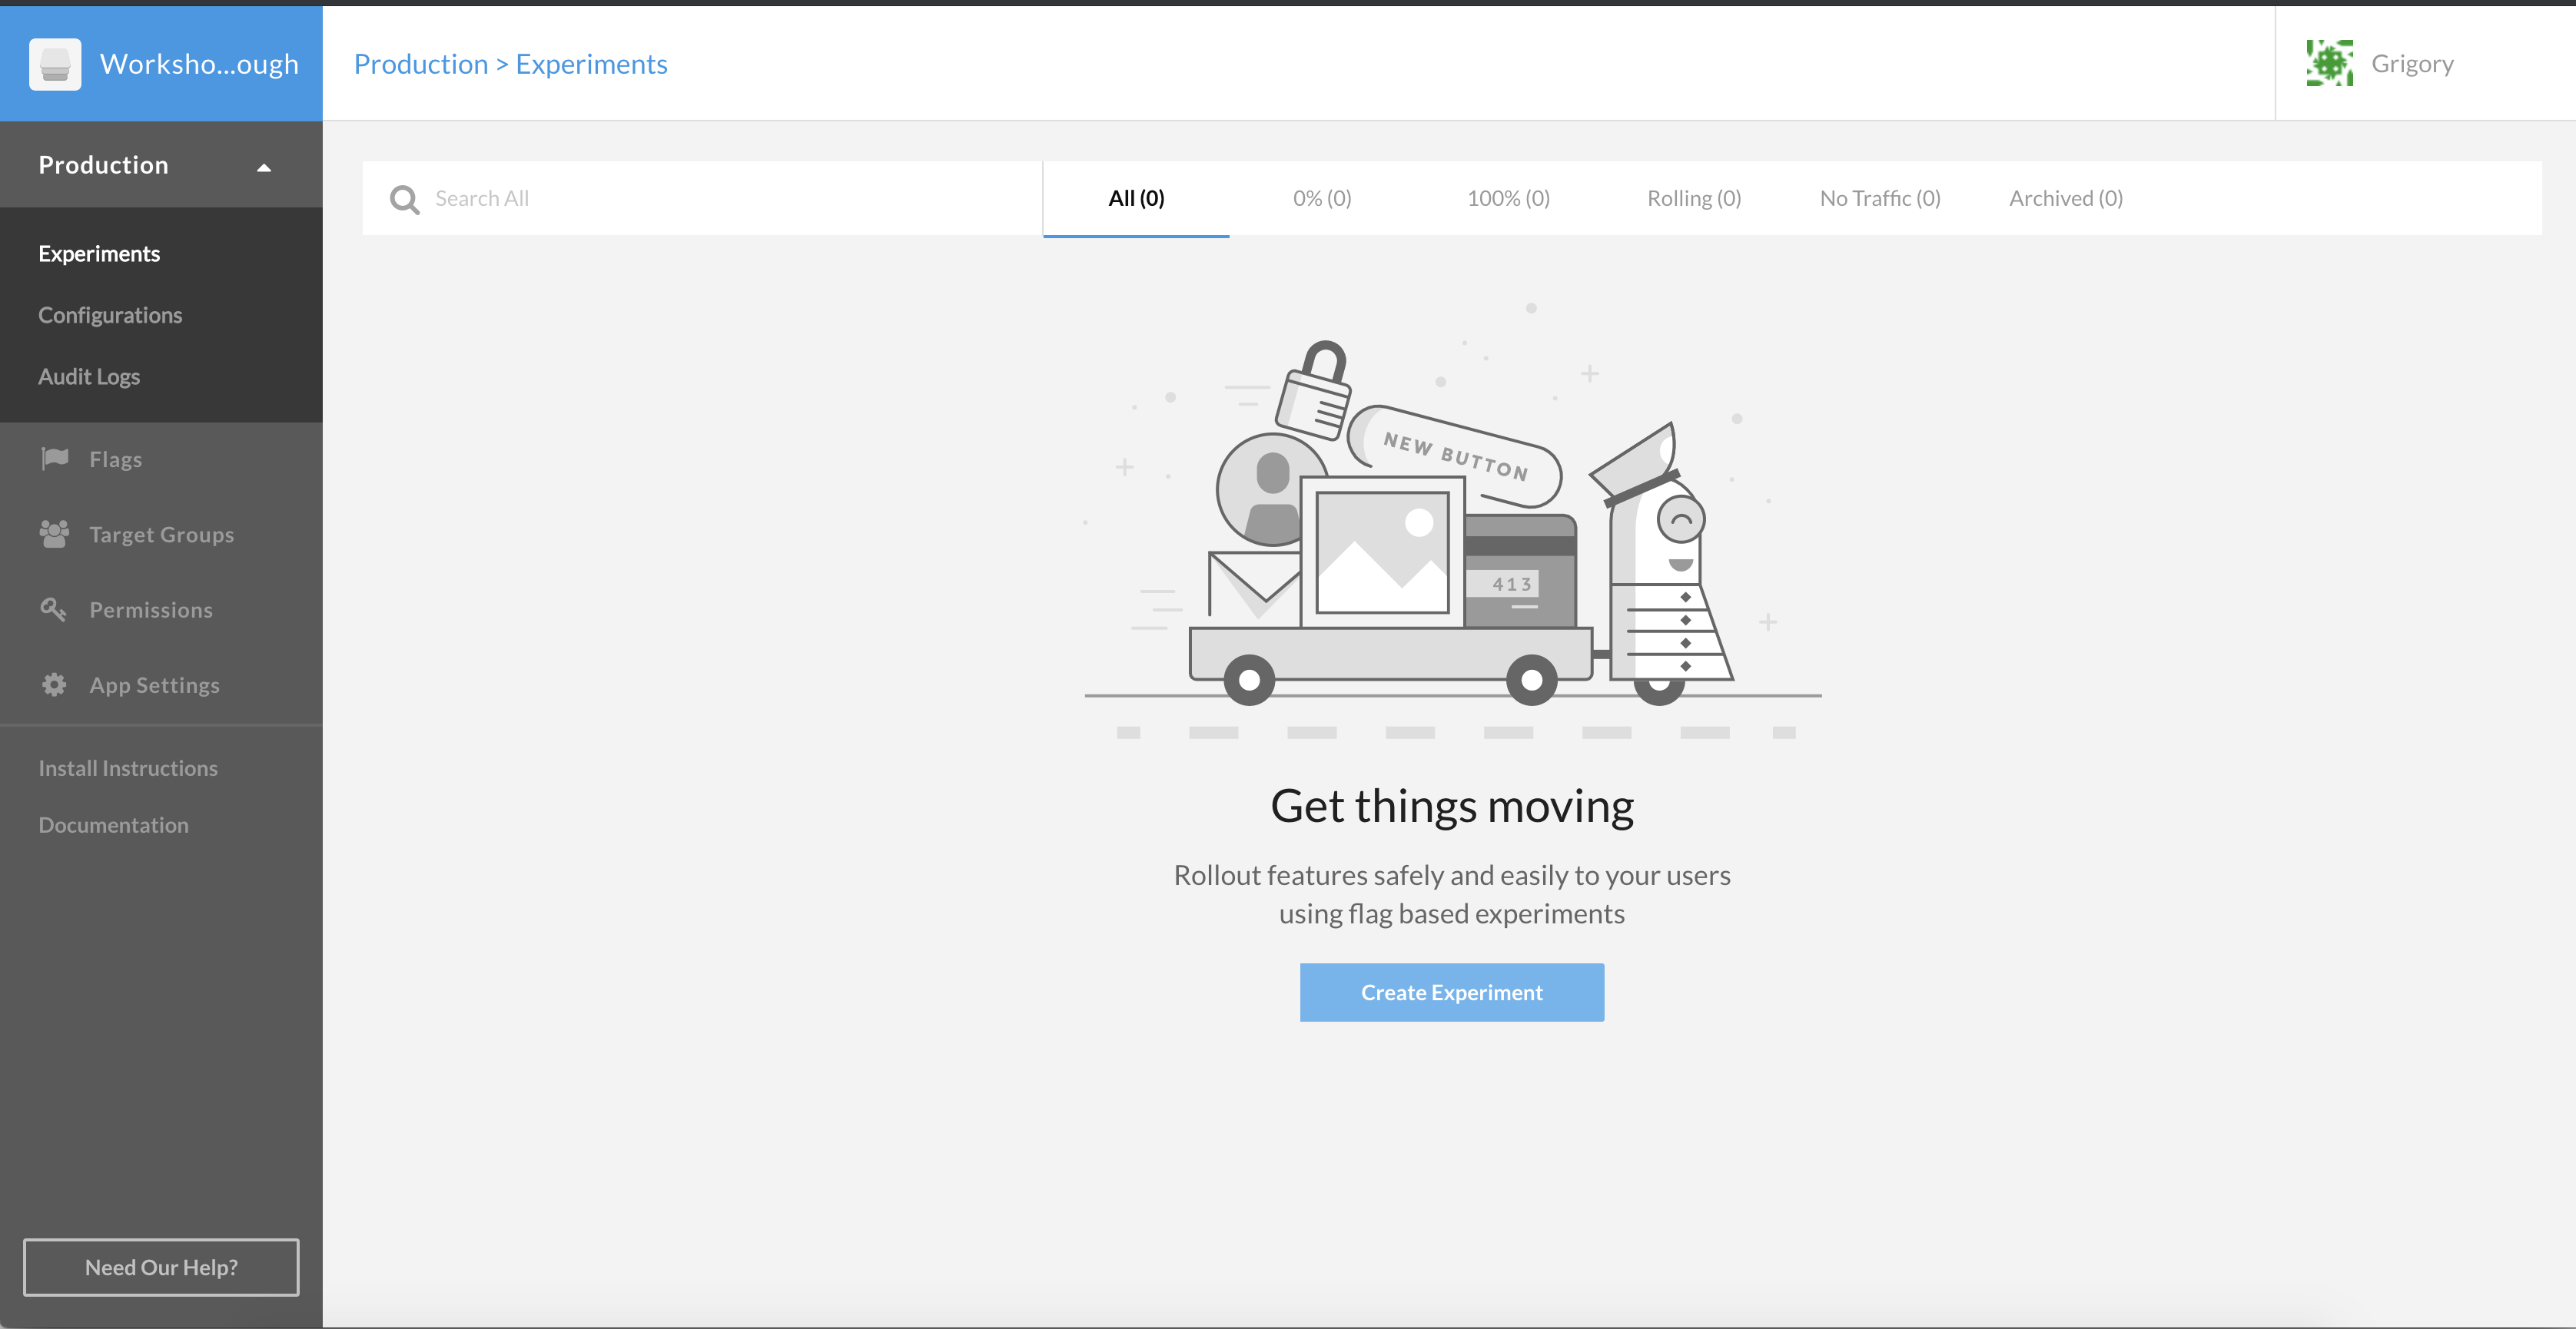 Worksho...ough
Production > Experiments
Grigory
Production
Experiments
Configurations
Audit Logs
Flags
Target Groups
Permissions
App Settings
Install Instructions
Documentation
Need Our Help?
Search All
All (0)
0% (0)
100% (0)
Rolling (0)
No Traffic (0)
Archived (0)
NEW BUTTON
413
Get things moving
Rollout features safely and easily to your users
using flag based experiments
Create Experiment